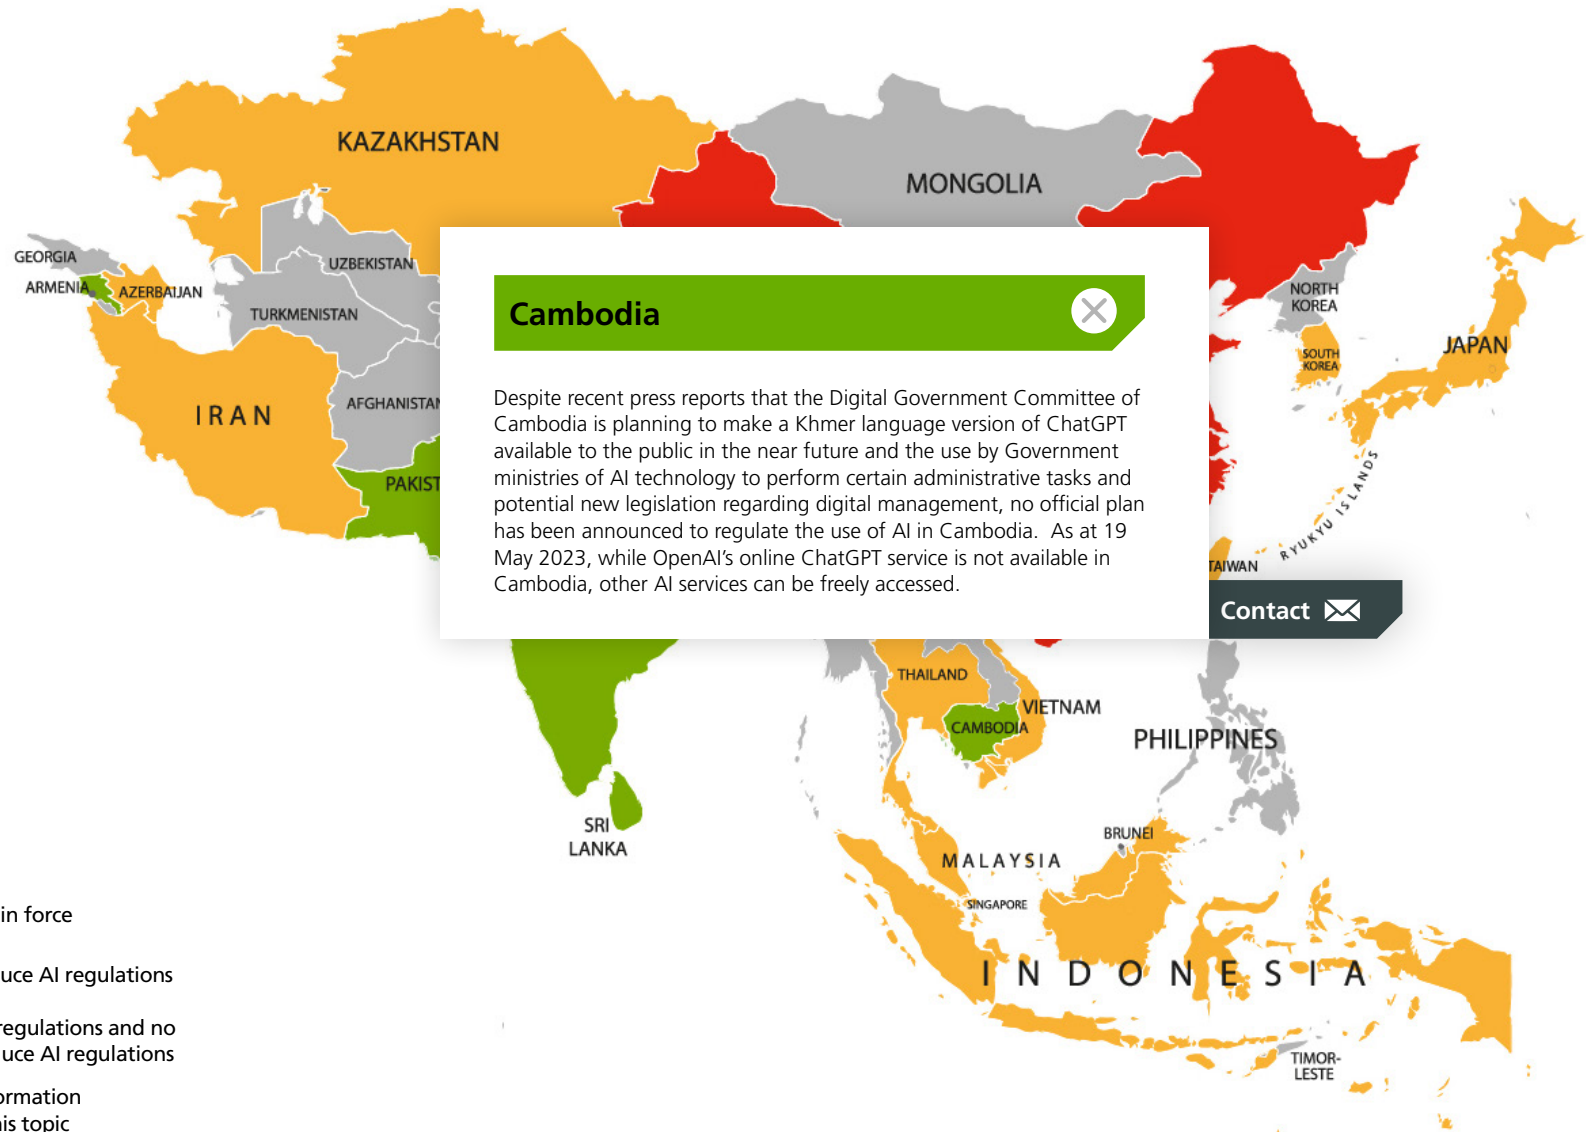 KAZAKHSTAN
MONGOLIA
GEORGIA
UZBEKISTAN
ARMENIA
AZERBAIJAN
TURKMENISTAN
NORTH
KOREA
SOUTH
KOREA
JAPAN
IRAN
AFGHANISTAN
PAKIST
Cambodia
Despite recent press reports that the Digital Government Committee of
Cambodia is planning to make a Khmer language version of ChatGPT
available to the public in the near future and the use by Government
ministries of AI technology to perform certain administrative tasks and
potential new legislation regarding digital management, no official plan
has been announced to regulate the use of AI in Cambodia.  As at 19
May 2023, while OpenAI’s online ChatGPT service is not available in
Cambodia, other AI services can be freely accessed.
RYUKYU ISLANDS
TAIWAN
Contact
THAILAND
VIETNAM
CAMBODIA
PHILIPPINES
SRI
LANKA
BRUNEI
MALAYSIA
SINGAPORE
INDONESIA
TIMOR-
LESTE
in force
uce AI regulations
regulations and no
uce AI regulations
ormation
is topic